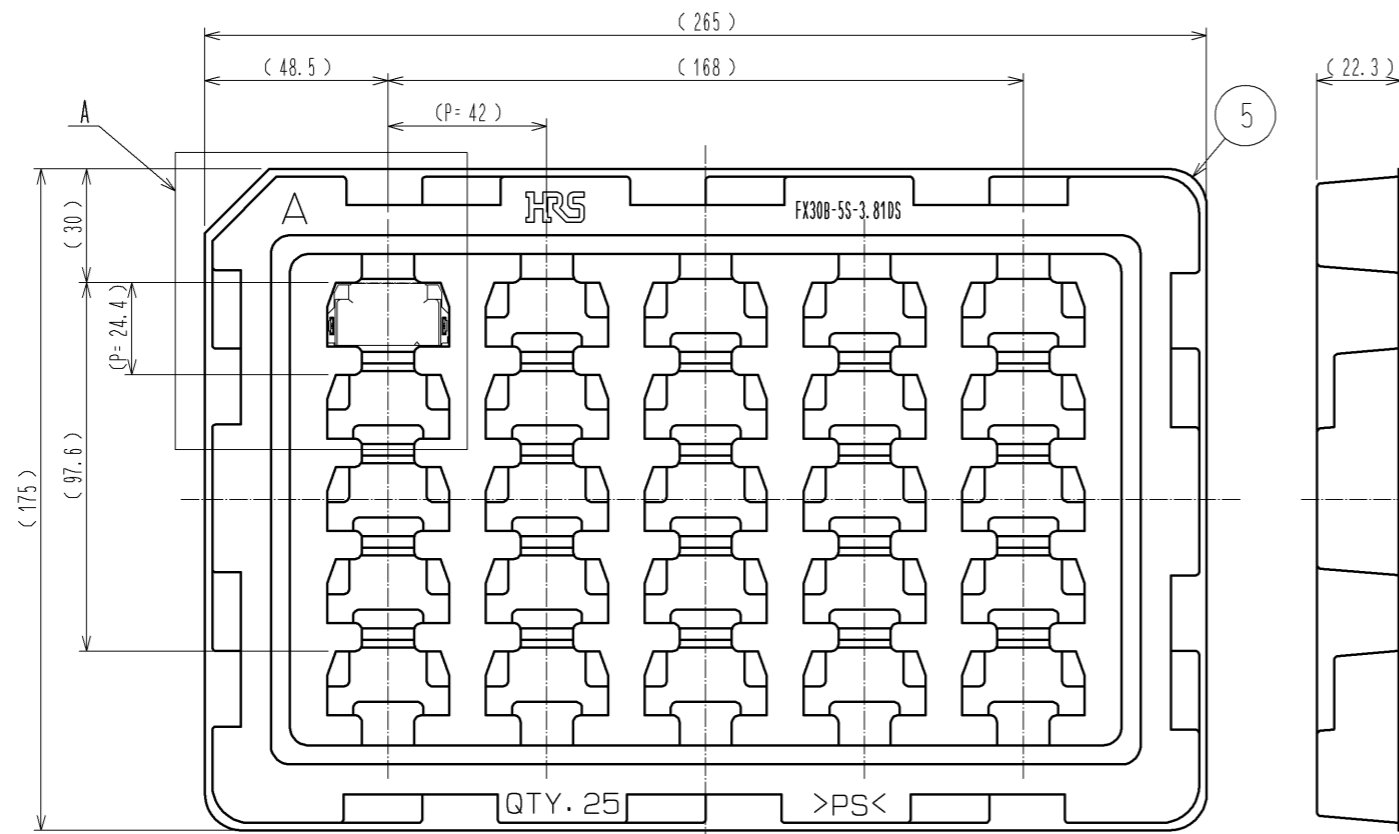 ( 265 )
( 48.5 )
( 168 )
( 22.3 )
A
(P= 42 )
5
A
HRS
FX30B-5S-3.81DS
( 30 )
(P= 24.4)
( 97.6 )
( 175 )
QTY. 25
>PS<